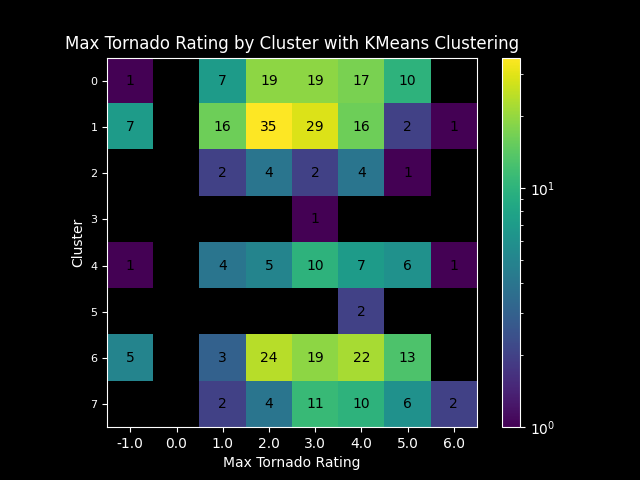 Max Tornado Rating by Cluster with KMeans Clustering
0 1 7 19 19 17 10
1 7 16 35 29 16 2 1
2 2 4 2 4 1
3 1
4 1 4 5 10 7 6 1
5 2
6 5 3 24 19 22 13
7 2 4 11 10 6 2
-1.0 0.0 1.0 2.0 3.0 4.0 5.0 6.0
Max Tornado Rating
Cluster
10¹
10⁰